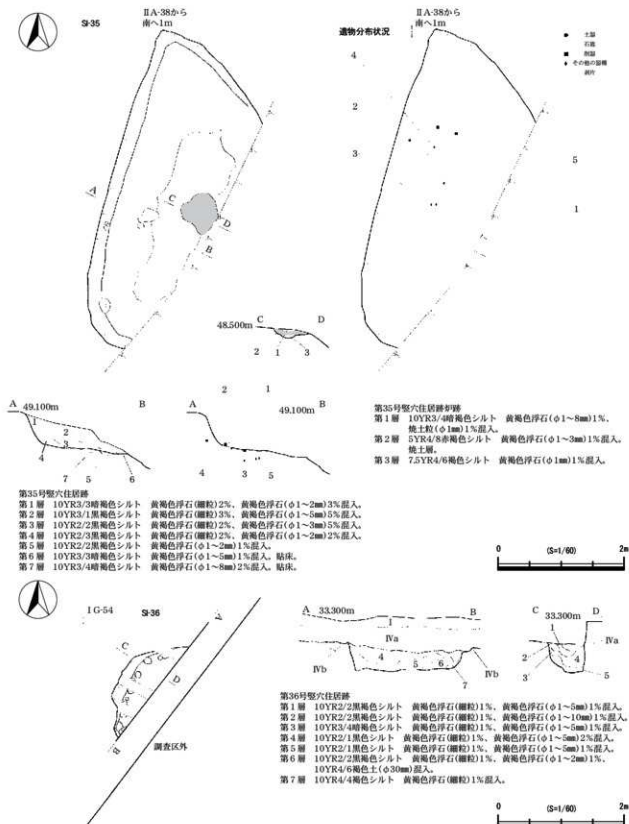 SI-35
ⅡA-38から
南へ1m
A
C
D
B
遺物分布状況
ⅡA-38から
南へ1m
土器
石器
剥片
4
2
3
5
1
48.500m
C D
2 1 3
A 49.100m B
1
2
3
4
7 5 6
2 1
A B
49.100m
4 3 5
第35号竪穴住居跡炉跡
第1層 10YR3/4暗褐色シルト 黄褐色浮石(φ1~8㎜)1%、
焼土粒(φ1㎜)1%混入。
第2層 5YR4/8赤褐色シルト 黄褐色浮石(φ1~3㎜)1%混入。
焼土層。
第3層 7.5YR4/6褐色シルト 黄褐色浮石(φ1㎜)1%混入。
第35号竪穴住居跡
第1層 10YR3/3暗褐色シルト 黄褐色浮石(細粒)2%、黄褐色浮石(φ1~2㎜)3%混入。
第2層 10YR3/1黒褐色シルト 黄褐色浮石(細粒)3%、黄褐色浮石(φ1~5㎜)5%混入。
第3層 10YR2/2黒褐色シルト 黄褐色浮石(細粒)2%、黄褐色浮石(φ1~3㎜)5%混入。
第4層 10YR2/3黒褐色シルト 黄褐色浮石(細粒)2%、黄褐色浮石(φ1~2㎜)2%混入。
第5層 10YR2/2黒褐色シルト 黄褐色浮石(φ1~2㎜)1%混入。
第6層 10YR3/3暗褐色シルト 黄褐色浮石(φ1~5㎜)1%混入。貼床。
第7層 10YR3/4暗褐色シルト 黄褐色浮石(φ1~8㎜)2%混入。貼床。
0 (S=1/60) 2m
ⅠG-54
SI-36
A
C
D
B
調査区外
A 33.300m B
Ⅰ
Ⅳa
Ⅳb 4 5 6 Ⅳb
7
C 33.300m D
1
Ⅳa
2 4
3 5
第36号竪穴住居跡
第1層 10YR2/2黒褐色シルト 黄褐色浮石(細粒)1%、黄褐色浮石(φ1~5㎜)1%混入。
第2層 10YR2/2黒褐色シルト 黄褐色浮石(細粒)1%、黄褐色浮石(φ1~10㎜)1%混入。
第3層 10YR3/4暗褐色シルト 黄褐色浮石(細粒)1%、黄褐色浮石(φ1~5㎜)1%混入。
第4層 10YR2/1黒色シルト 黄褐色浮石(細粒)1%、黄褐色浮石(φ1~5㎜)2%混入。
第5層 10YR2/1黒色シルト 黄褐色浮石(細粒)1%、黄褐色浮石(φ1~5㎜)1%混入。
第6層 10YR2/2黒褐色シルト 黄褐色浮石(細粒)1%、黄褐色浮石(φ1~2㎜)1%、
10YR4/6褐色土(φ30㎜)混入。
第7層 10YR4/4褐色シルト 黄褐色浮石(細粒)1%混入。
0 (S=1/60) 2m